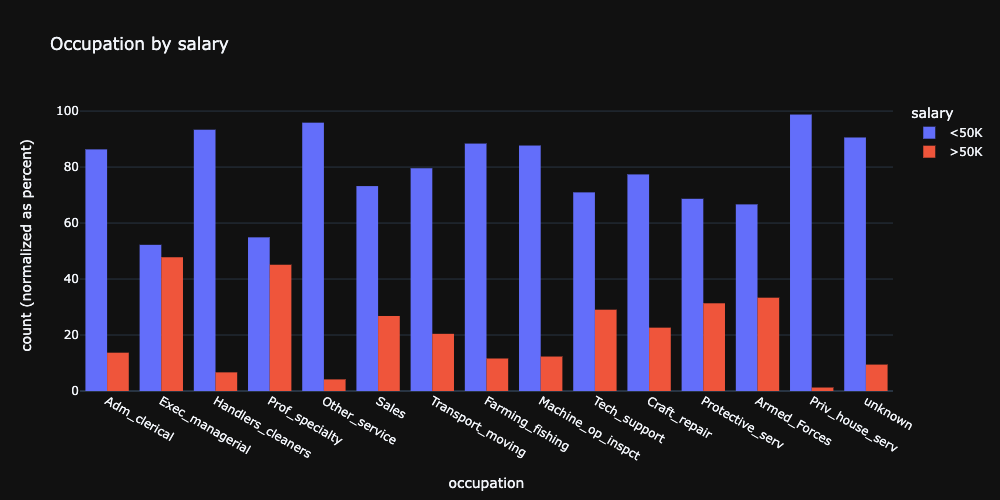 Occupation by salary
count (normalized as percent)
100
80
60
40
20
0
Adm_clerical
Exec_managerial
Handlers_cleaners
Prof_specialty
Other_service
Sales
Transport_moving
Farming_fishing
Machine_op_inspct
Tech_support
Craft_repair
Protective_serv
Armed_Forces
Priv_house_serv
unknown
occupation
salary
<50K
>50K